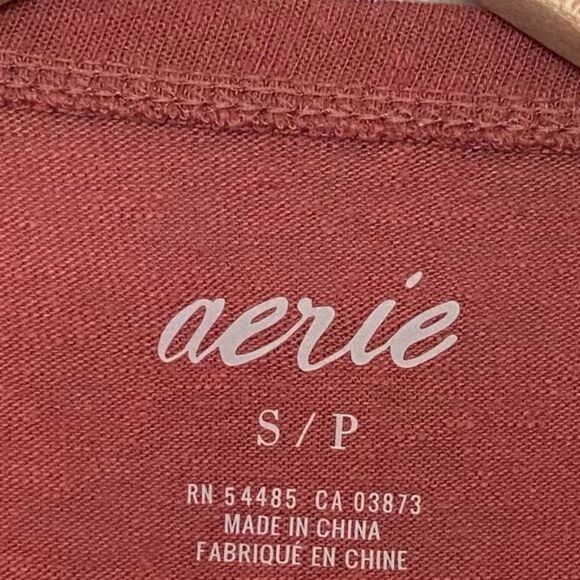 aerie
S / P
RN 54485 CA 03873
MADE IN CHINA
FABRIQUÉ EN CHINE